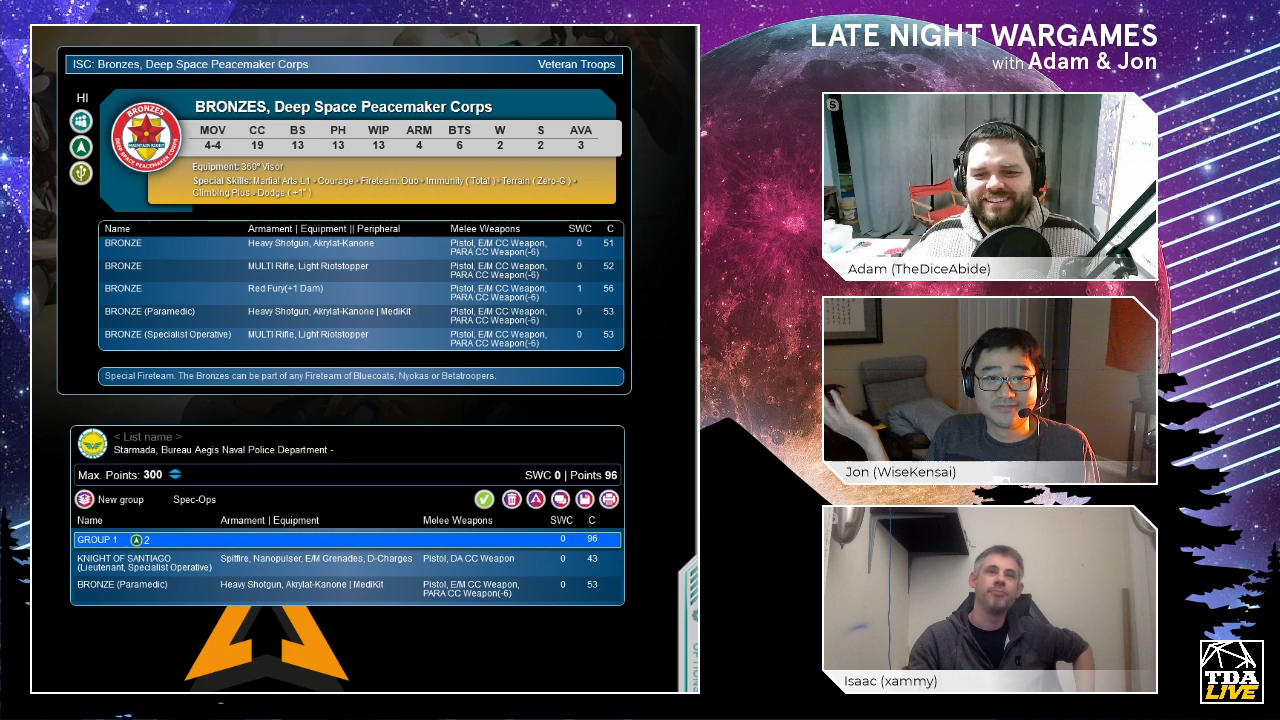 ISC: Bronzes, Deep Space Peacemaker Corps Veteran Troops
HI
BRONZES
DEEP SPACE PEACEMAKER CORPS
BRONZES, Deep Space Peacemaker Corps
MOV CC BS PH WIP ARM BTS W S AVA
4-4 19 13 13 13 4 6 2 2 3
Equipment: 360° Visor
Special Skills: Martial Arts L1 • Courage • Fireteam: Duo • Immunity ( Total ) • Terrain ( Zero-G ) •
Climbing Plus • Dodge ( +1" )
Name Armament | Equipment || Peripheral Melee Weapons SWC C
BRONZE Heavy Shotgun, Akrylat-Kanone Pistol, E/M CC Weapon, 0 51
PARA CC Weapon(-6)
BRONZE MULTI Rifle, Light Riotstopper Pistol, E/M CC Weapon, 0 52
PARA CC Weapon(-6)
BRONZE Red Fury(+1 Dam) Pistol, E/M CC Weapon, 1 56
PARA CC Weapon(-6)
BRONZE (Paramedic) Heavy Shotgun, Akrylat-Kanone | MediKit Pistol, E/M CC Weapon, 0 53
PARA CC Weapon(-6)
BRONZE (Specialist Operative) MULTI Rifle, Light Riotstopper Pistol, E/M CC Weapon, 0 53
PARA CC Weapon(-6)
Special Fireteam. The Bronzes can be part of any Fireteam of Bluecoats, Nyokas or Betatroopers.
< List name >
Starmada, Bureau Aegis Naval Police Department -
Max. Points: 300 SWC 0 | Points 96
New group Spec-Ops
Name Armament | Equipment Melee Weapons SWC C
GROUP 1 2 0 96
KNIGHT OF SANTIAGO Spitfire, Nanopulser, E/M Grenades, D-Charges Pistol, DA CC Weapon 0 43
(Lieutenant, Specialist Operative)
BRONZE (Paramedic) Heavy Shotgun, Akrylat-Kanone | MediKit Pistol, E/M CC Weapon, 0 53
PARA CC Weapon(-6)
LATE NIGHT WARGAMES
with Adam & Jon
Adam (TheDiceAbide)
Jon (WiseKensai)
Isaac (xammy)
TDA
LIVE